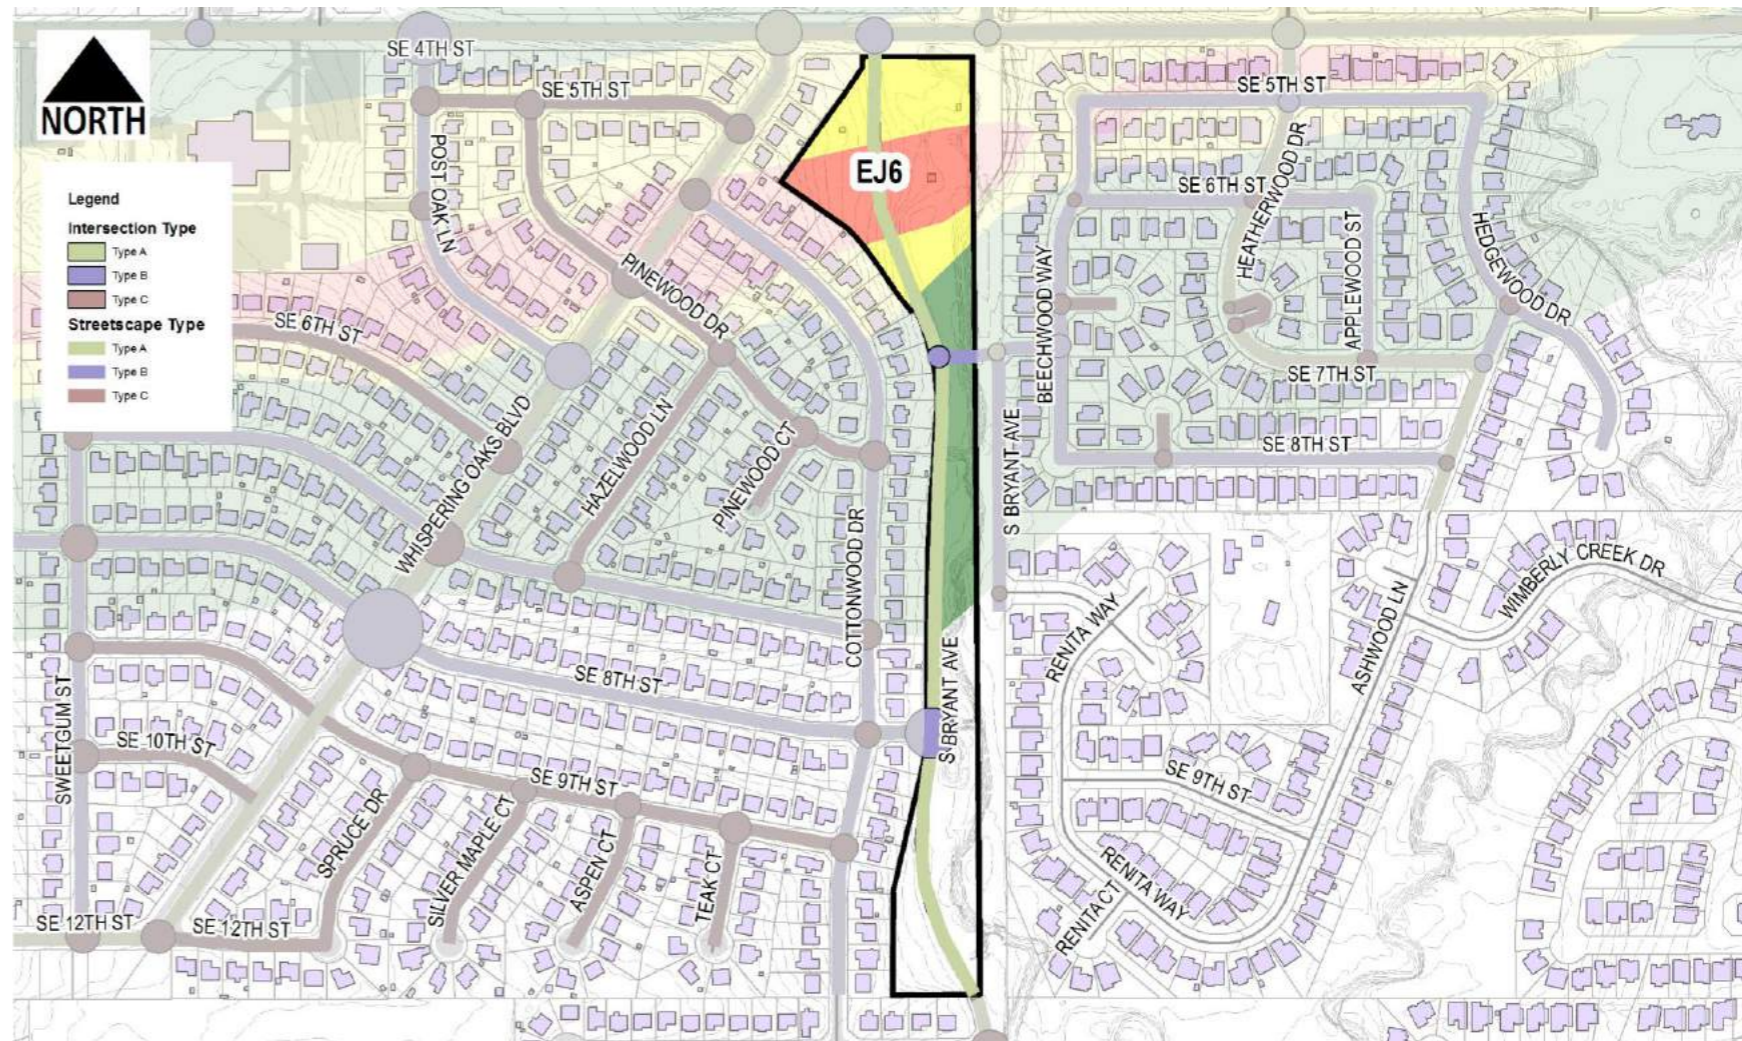 NORTH
Legend
Intersection Type
Type A
Type B
Type C
Streetscape Type
Type A
Type B
Type C
SE 4TH ST
SE 5TH ST
POST OAK LN
PINEWOOD DR
SE 6TH ST
WHISPERING OAKS BLVD
HAZELWOOD LN
PINEWOOD CT
COTTONWOOD DR
EJ6
SE 5TH ST
SE 6TH ST
HEATHERWOOD DR
APPLEWOOD ST
HEDGEWOOD DR
BEECHWOOD WAY
SE 7TH ST
SE 8TH ST
S BRYANT AVE
S BRYANT AVE
RENITA WAY
ASHWOOD LN
WIMBERLY CREEK DR
SE 8TH ST
SWEETGUM ST
SE 10TH ST
SE 9TH ST
SPRUCE DR
SILVER MAPLE CT
ASPEN CT
TEAK CT
SE 12TH ST
SE 12TH ST
SE 9TH ST
RENITA WAY
RENITA CT